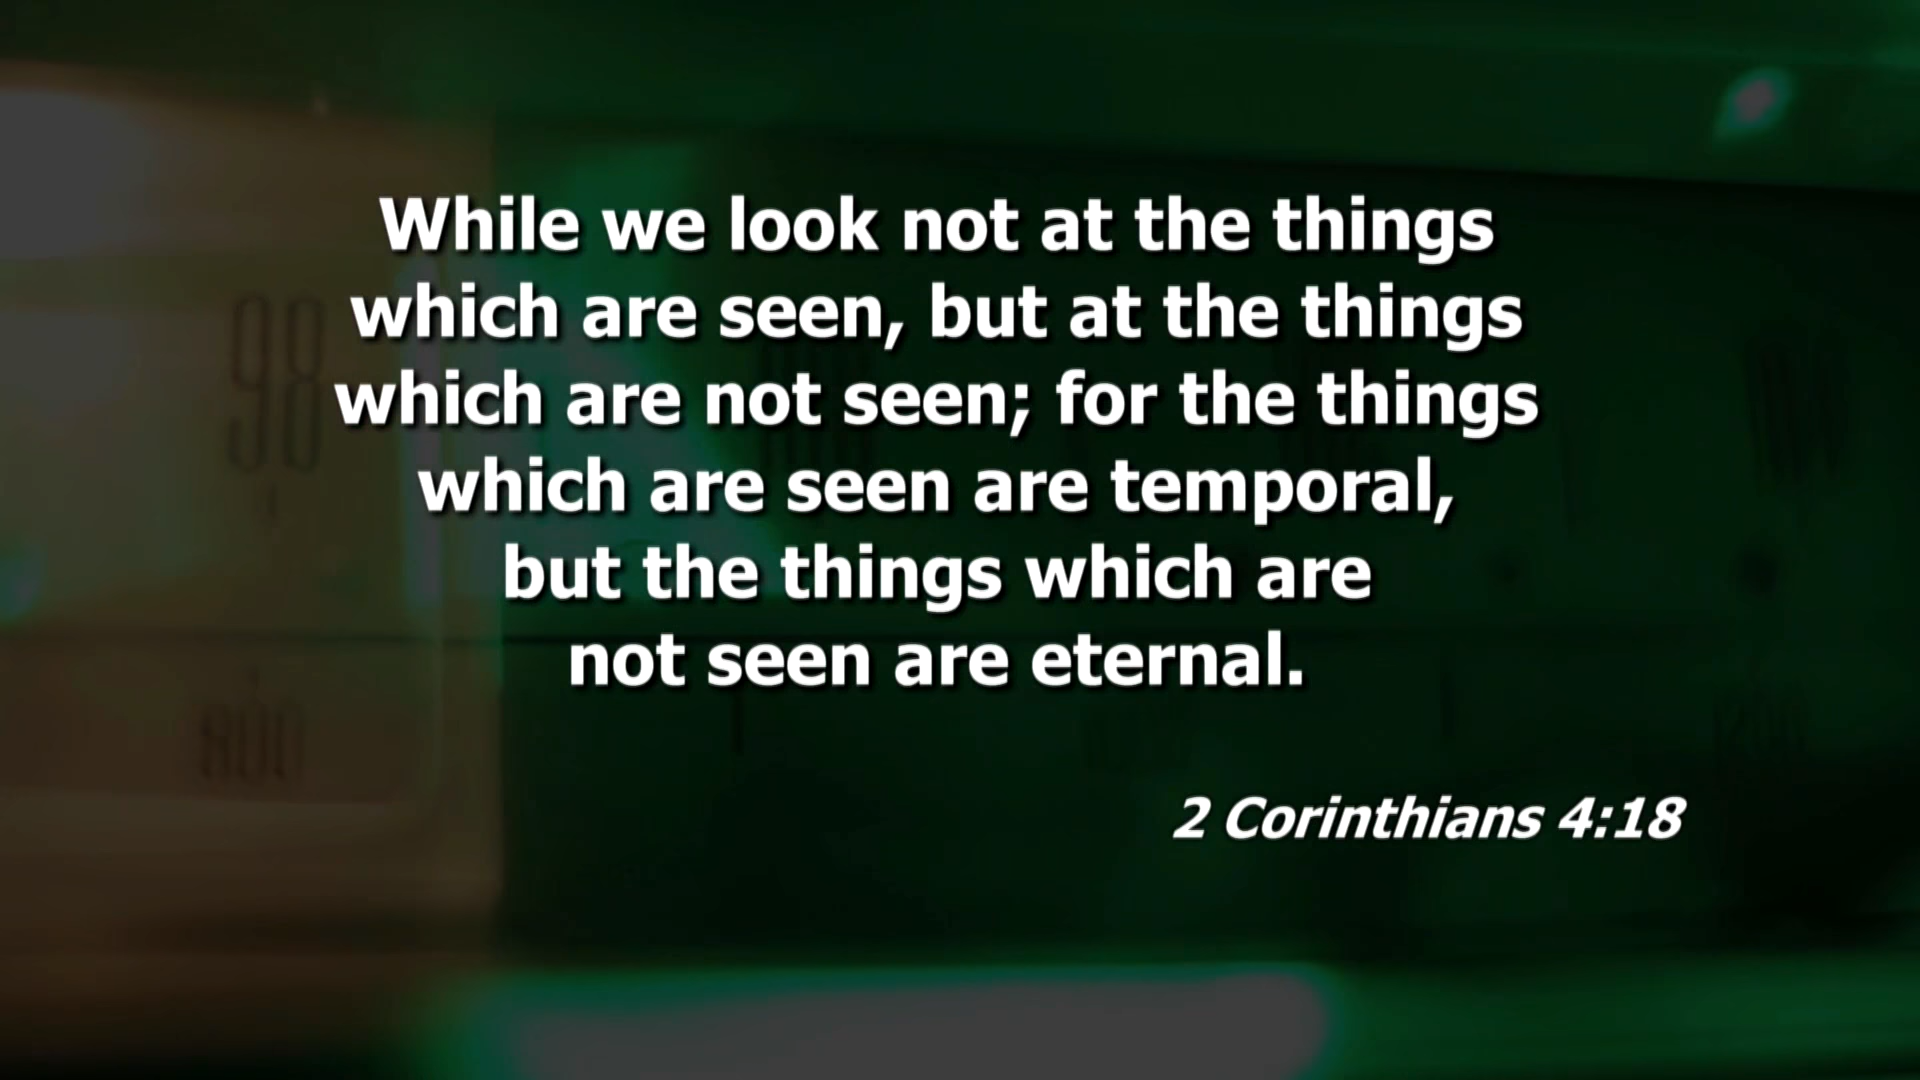 While we look not at the things
which are seen, but at the things
which are not seen; for the things
which are seen are temporal,
but the things which are
not seen are eternal.
2 Corinthians 4:18
98
800